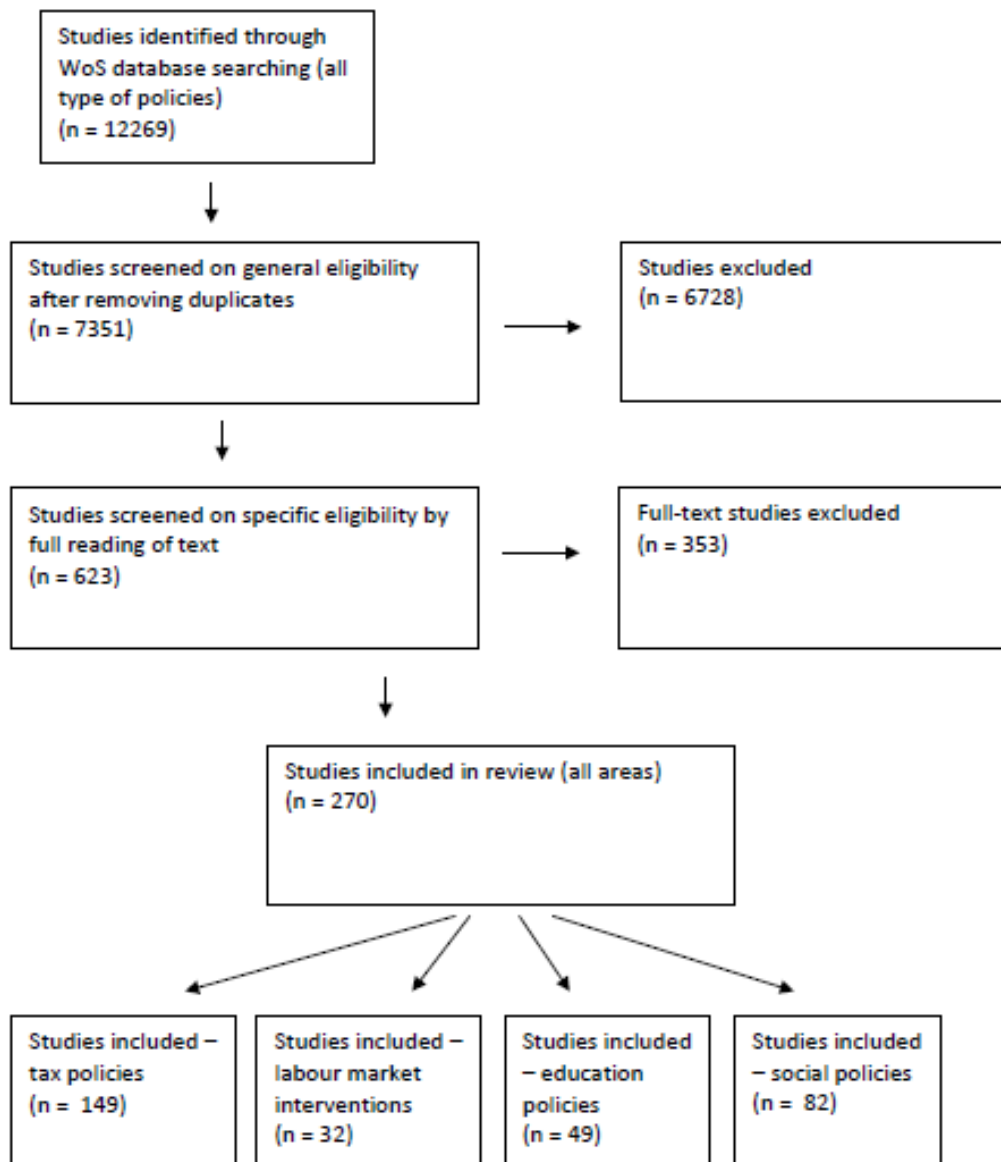 Studies identified through
WoS database searching (all
type of policies)
(n = 12269)
Studies screened on general eligibility
after removing duplicates
(n = 7351)
Studies excluded
(n = 6728)
Studies screened on specific eligibility by
full reading of text
(n = 623)
Full-text studies excluded
(n = 353)
Studies included in review (all areas)
(n = 270)
Studies included –
tax policies
(n = 149)
Studies included –
labour market
interventions
(n = 32)
Studies included
– education
policies
(n = 49)
Studies included
– social policies
(n = 82)